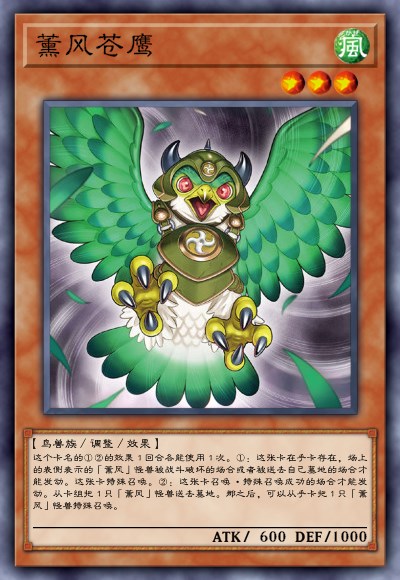 薰风苍鹰
風
【鸟兽族／调整／效果】
这个卡名的①②的效果１回合各能使用１次。①：这张卡在手卡存在，场上
的表侧表示的「薰风」怪兽被战斗破坏的场合或者被送去自己墓地的场合才
能发动。这张卡特殊召唤。②：这张卡召唤・特殊召唤成功的场合才能发
动。从卡组把１只「薰风」怪兽送去墓地。那之后，可以从手卡把１只「薰
风」怪兽特殊召唤。
ATK/ 600 DEF/1000